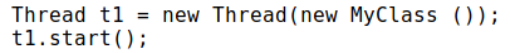 Thread t1 = new Thread(new MyClass ());
t1.start();